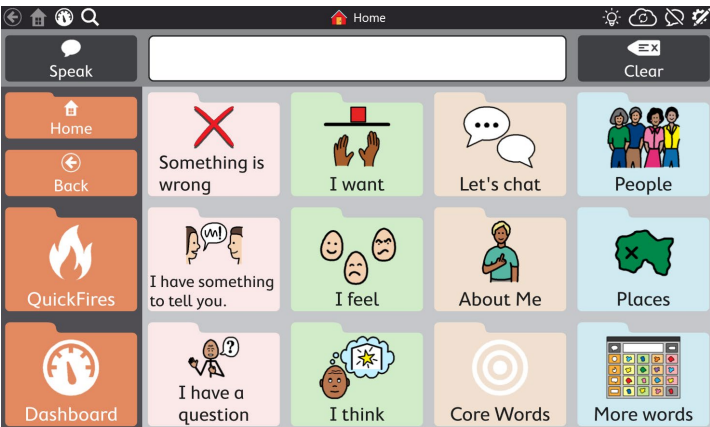 Home
Speak
Clear
Home
Back
Something is
wrong
I want
Let's chat
People
QuickFires
m!
I have something
to tell you.
I feel
About Me
Places
Dashboard
?
I have a
question
I think
Core Words
More words